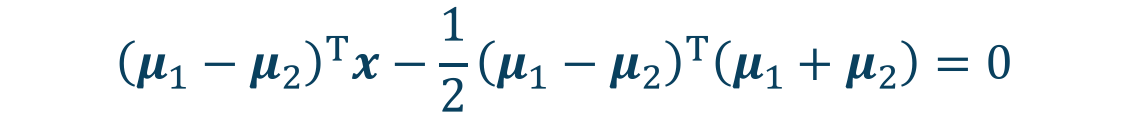 (𝝁₁ − 𝝁₂)ᵀ𝒙 − ½(𝝁₁ − 𝝁₂)ᵀ(𝝁₁ + 𝝁₂) = 0